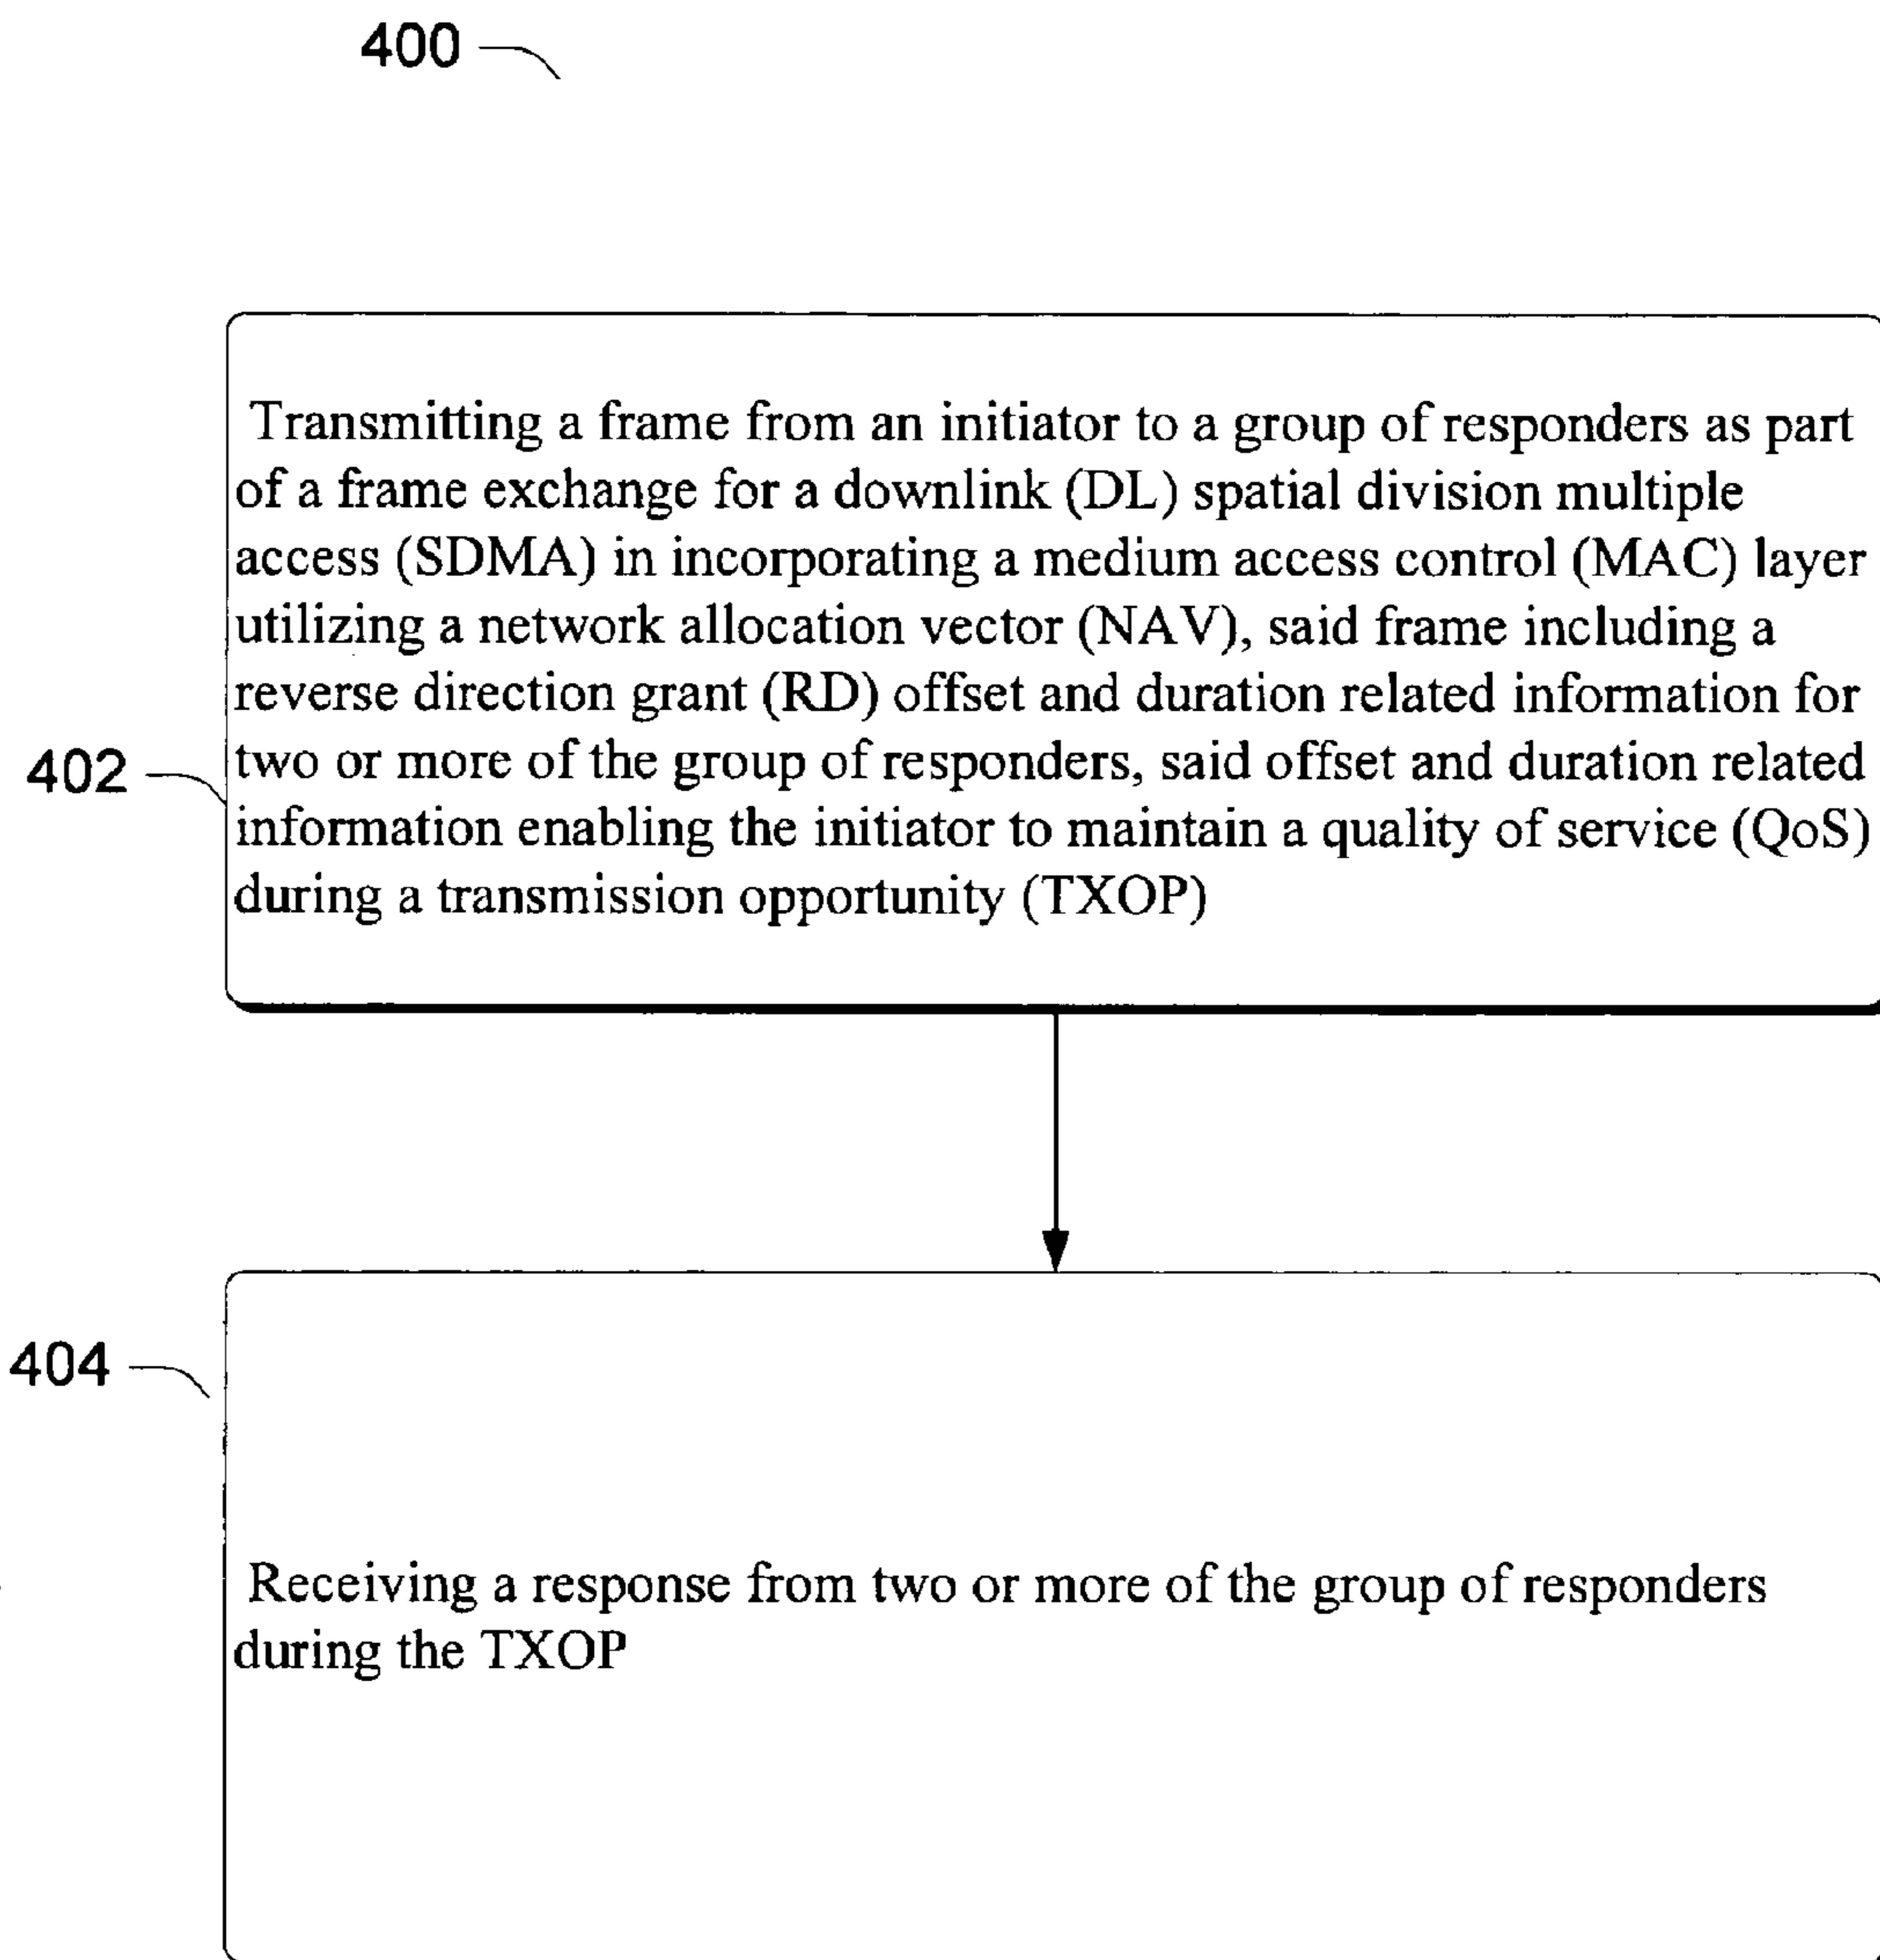 400
Transmitting a frame from an initiator to a group of responders as part
of a frame exchange for a downlink (DL) spatial division multiple
access (SDMA) in incorporating a medium access control (MAC) layer
utilizing a network allocation vector (NAV), said frame including a
reverse direction grant (RD) offset and duration related information for
two or more of the group of responders, said offset and duration related
information enabling the initiator to maintain a quality of service (QoS)
during a transmission opportunity (TXOP)
402
404
Receiving a response from two or more of the group of responders
during the TXOP